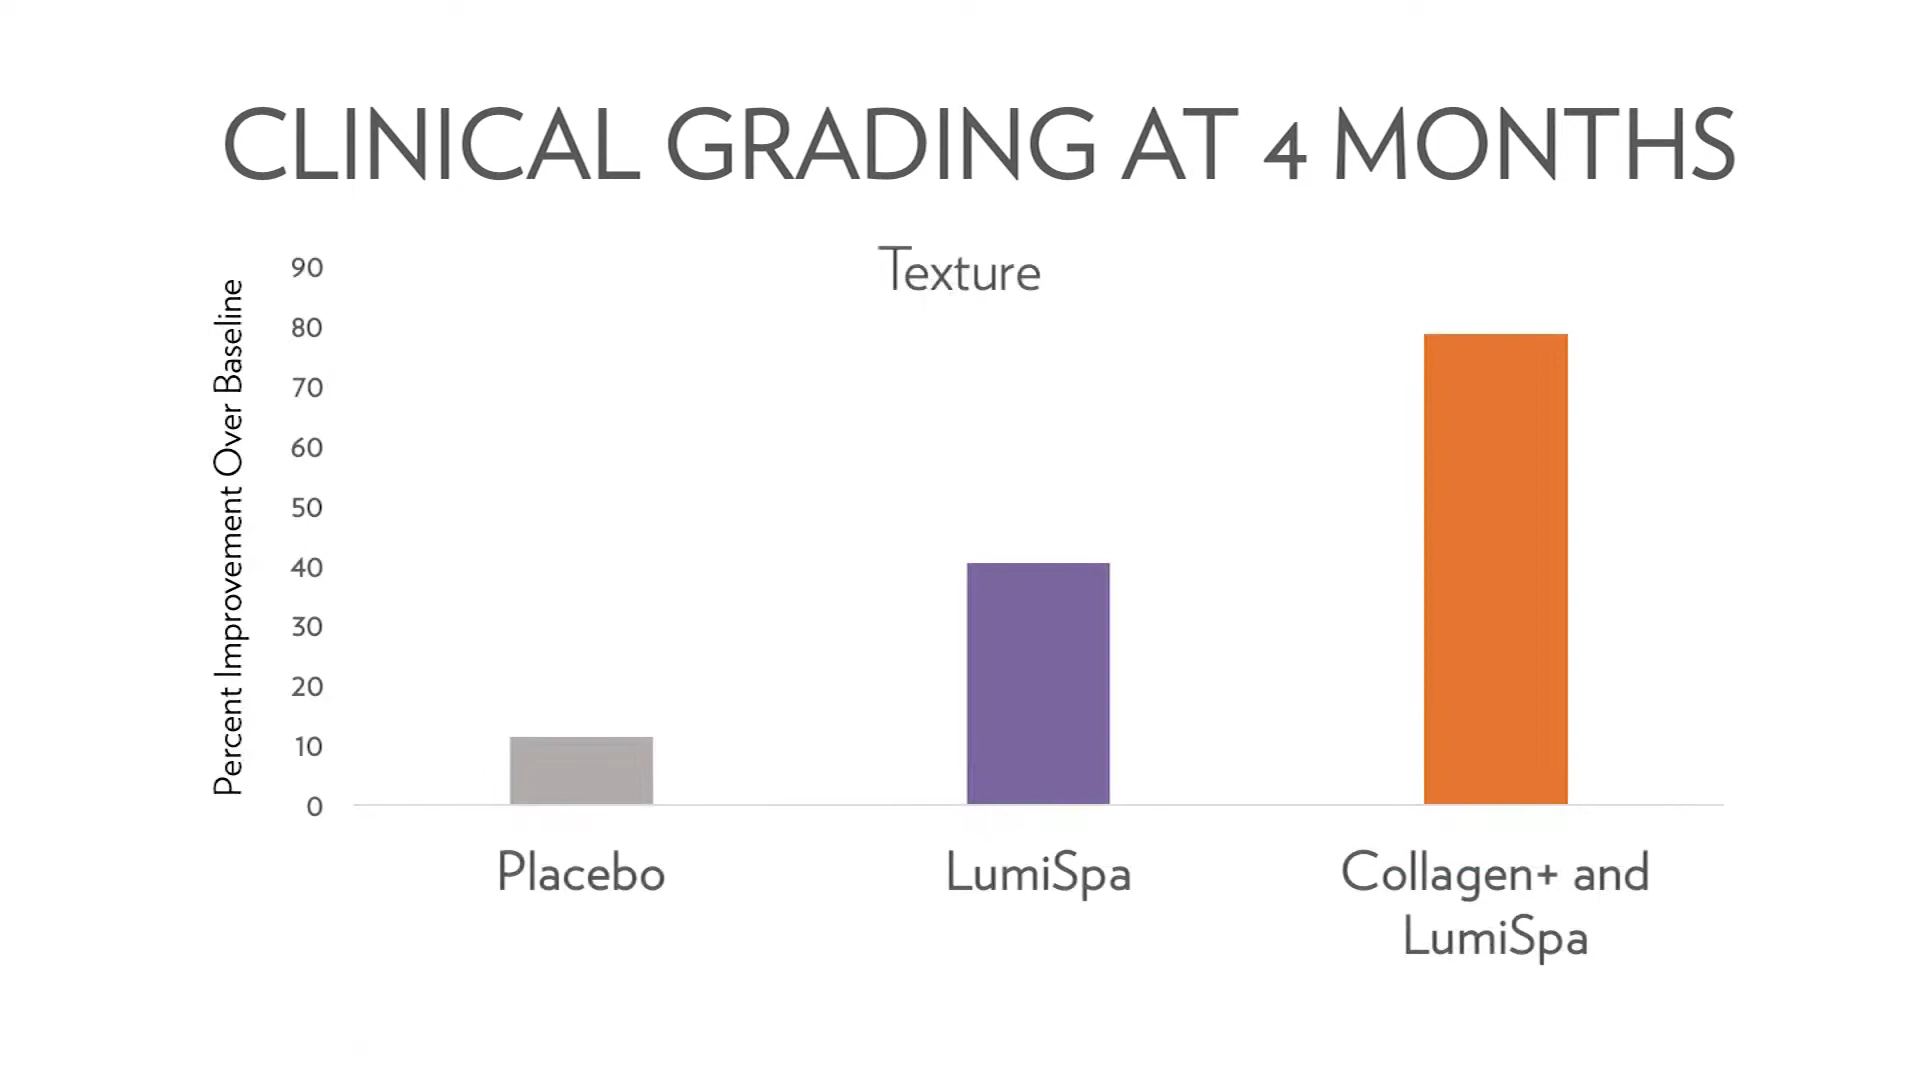 CLINICAL GRADING AT 4 MONTHS
Texture
Percent Improvement Over Baseline
90
80
70
60
50
40
30
20
10
0
Placebo
LumiSpa
Collagen+ and
LumiSpa